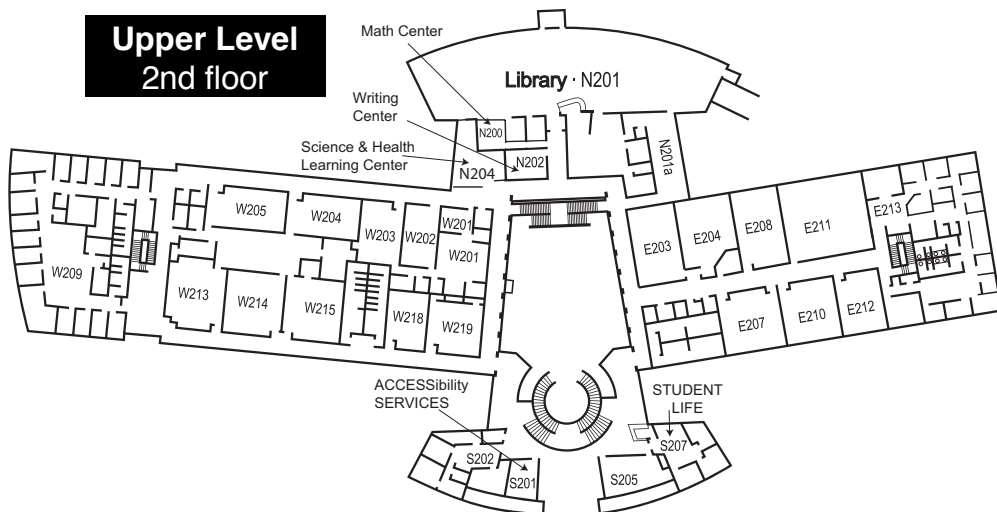 Upper Level
2nd floor
Math Center
Library · N201
Writing
Center
N200
Science & Health
Learning Center
N202
N204
N201a
W205
W204
W203
W202
W201
W201
W209
W213
W214
W215
W218
W219
E203
E204
E208
E211
E213
E207
E210
E212
ACCESSibility
SERVICES
STUDENT
LIFE
S202
S201
S205
S207